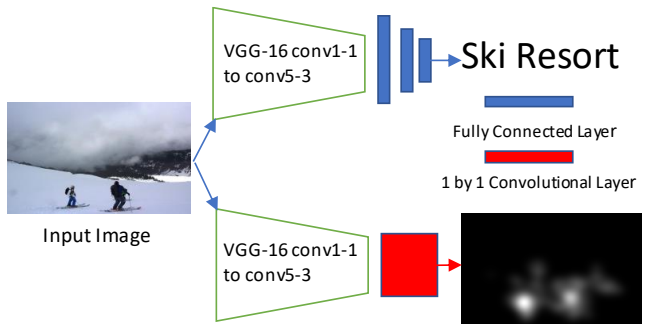 VGG-16 conv1-1
to conv5-3
Ski Resort
Fully Connected Layer
1 by 1 Convolutional Layer
Input Image
VGG-16 conv1-1
to conv5-3